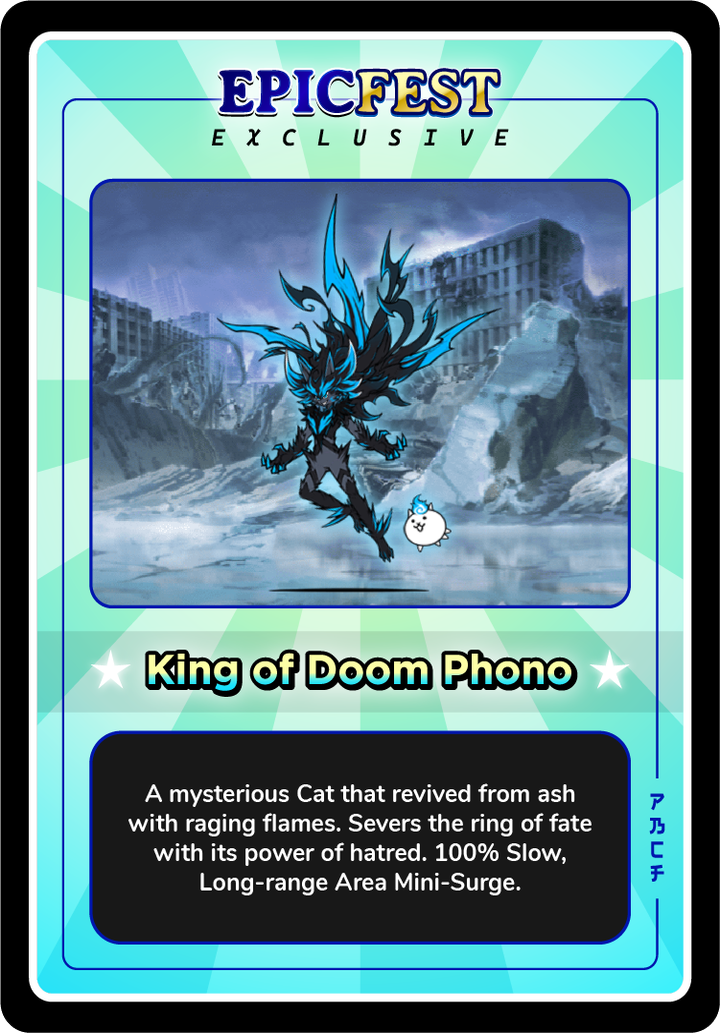 EPICFEST
EXCLUSIVE
King of Doom Phono
A mysterious Cat that revived from ash
with raging flames. Severs the ring of fate
with its power of hatred. 100% Slow,
Long-range Area Mini-Surge.
ア乃匚チ